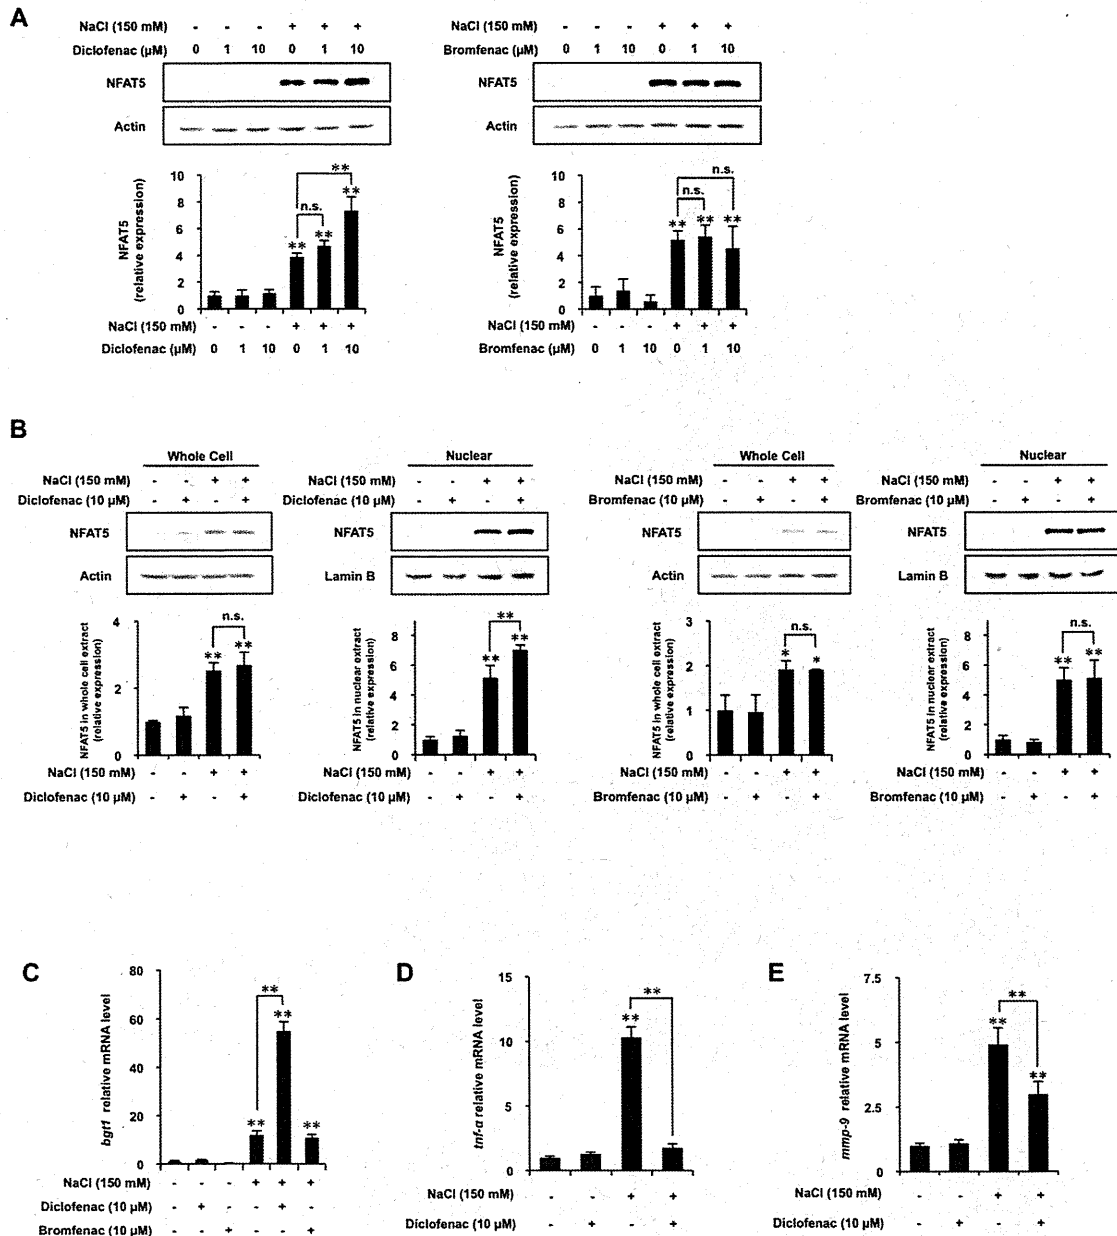 A
NaCl (150 mM) - - - + + +
Diclofenac (μM) 0 1 10 0 1 10
NFAT5
Actin
NFAT5
(relative expression)
10
8
6
4
2
0
** ** ** n.s. **
NaCl (150 mM) - - - + + +
Diclofenac (μM) 0 1 10 0 1 10
NaCl (150 mM) - - - + + +
Bromfenac (μM) 0 1 10 0 1 10
NFAT5
Actin
NFAT5
(relative expression)
10
8
6
4
2
0
** ** ** n.s. n.s.
NaCl (150 mM) - - - + + +
Bromfenac (μM) 0 1 10 0 1 10
B
Whole Cell
NaCl (150 mM) - - + +
Diclofenac (10 μM) - + - +
NFAT5
Actin
NFAT5 in whole cell extract
(relative expression)
4
2
0
** ** n.s.
NaCl (150 mM) - - + +
Diclofenac (10 μM) - + - +
Nuclear
NaCl (150 mM) - - + +
Diclofenac (10 μM) - + - +
NFAT5
Lamin B
NFAT5 in nuclear extract
(relative expression)
8
6
4
2
0
** ** **
NaCl (150 mM) - - + +
Diclofenac (10 μM) - + - +
Whole Cell
NaCl (150 mM) - - + +
Bromfenac (10 μM) - + - +
NFAT5
Actin
NFAT5 in whole cell extract
(relative expression)
3
2
1
0
* * n.s.
NaCl (150 mM) - - + +
Bromfenac (10 μM) - + - +
Nuclear
NaCl (150 mM) - - + +
Bromfenac (10 μM) - + - +
NFAT5
Lamin B
NFAT5 in nuclear extract
(relative expression)
8
6
4
2
0
** ** n.s.
NaCl (150 mM) - - + +
Bromfenac (10 μM) - + - +
C
bgt1 relative mRNA level
80
60
40
20
0
** ** ** **
NaCl (150 mM) - - - + + +
Diclofenac (10 μM) - + - - + -
Bromfenac (10 μM) - - + - - +
D
tnf-α relative mRNA level
15
10
5
0
** **
NaCl (150 mM) - - + +
Diclofenac (10 μM) - + - +
E
mmp-9 relative mRNA level
7.5
5
2.5
0
** ** **
NaCl (150 mM) - - + +
Diclofenac (10 μM) - + - +